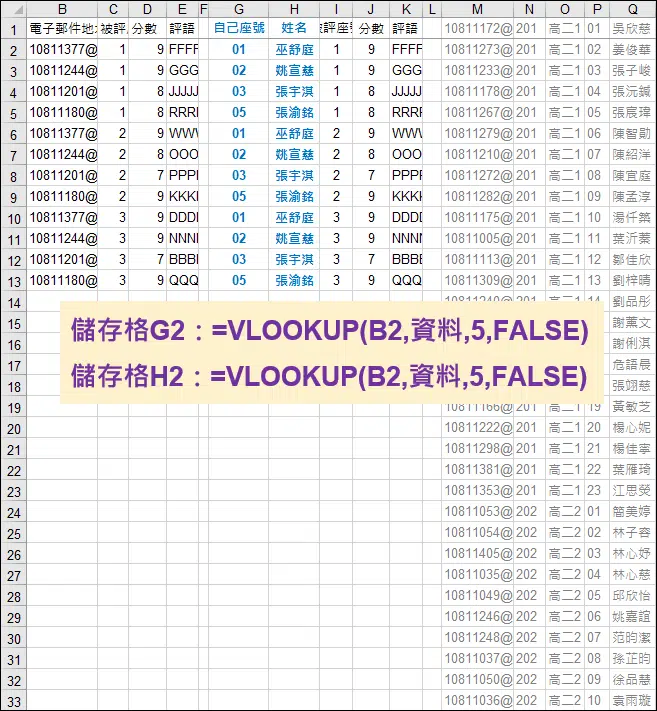 B C D E F G H I J K L M N O P Q
1 電子郵件地 被評 分數 評語 自己座號 姓名 被評座號 分數 評語 10811172@ 201 高二1 01 吳欣慈
2 10811377@ 1 9 FFFF 01 巫舒庭 1 9 FFFF 10811273@ 201 高二1 02 姜俊華
3 10811244@ 1 9 GGG 02 姚宣慈 1 9 GGG 10811233@ 201 高二1 03 張子峻
4 10811201@ 1 8 JJJJJ 03 張宇淇 1 8 JJJJJ 10811178@ 201 高二1 04 張沅鍼
5 10811180@ 1 8 RRRI 05 張渝銘 1 8 RRRI 10811267@ 201 高二1 05 張宸瑋
6 10811377@ 2 9 WWV 01 巫舒庭 2 9 WWV 10811279@ 201 高二1 06 陳智勛
7 10811244@ 2 8 OOO 02 姚宣慈 2 8 OOO 10811210@ 201 高二1 07 陳紹洋
8 10811201@ 2 7 PPPI 03 張宇淇 2 7 PPPI 10811272@ 201 高二1 08 陳宣庭
9 10811180@ 2 9 KKKI 05 張渝銘 2 9 KKKI 10811282@ 201 高二1 09 陳孟淳
10 10811377@ 3 9 DDDI 01 巫舒庭 3 9 DDDI 10811175@ 201 高二1 10 湯仟築
11 10811244@ 3 9 NNNI 02 姚宣慈 3 9 NNNI 10811005@ 201 高二1 11 葉沂蓁
12 10811201@ 3 7 BBBI 03 張宇淇 3 7 BBBI 10811113@ 201 高二1 12 鄒佳欣
13 10811180@ 3 9 QQQ 05 張渝銘 3 9 QQQ 10811309@ 201 高二1 13 劉梓晴
14 10811240@ 201 高二1 14 劉品彤
15 謝薰文
儲存格G2：=VLOOKUP(B2,資料,5,FALSE)
16 謝俐淇
17 危語晨
儲存格H2：=VLOOKUP(B2,資料,5,FALSE)
18 張翊慈
19 10811166@ 201 高二1 19 黃敏芝
20 10811222@ 201 高二1 20 楊心妮
21 10811298@ 201 高二1 21 楊佳寧
22 10811381@ 201 高二1 22 葉雁琦
23 10811353@ 201 高二1 23 江思熒
24 10811053@ 202 高二2 01 簡美婷
25 10811054@ 202 高二2 02 林子容
26 10811405@ 202 高二2 03 林心妤
27 10811035@ 202 高二2 04 林心慈
28 10811049@ 202 高二2 05 邱欣怡
29 10811246@ 202 高二2 06 姚嘉誼
30 10811248@ 202 高二2 07 范昀潔
31 10811037@ 202 高二2 08 孫芷昀
32 10811050@ 202 高二2 09 徐品慧
33 10811036@ 202 高二2 10 袁雨璇